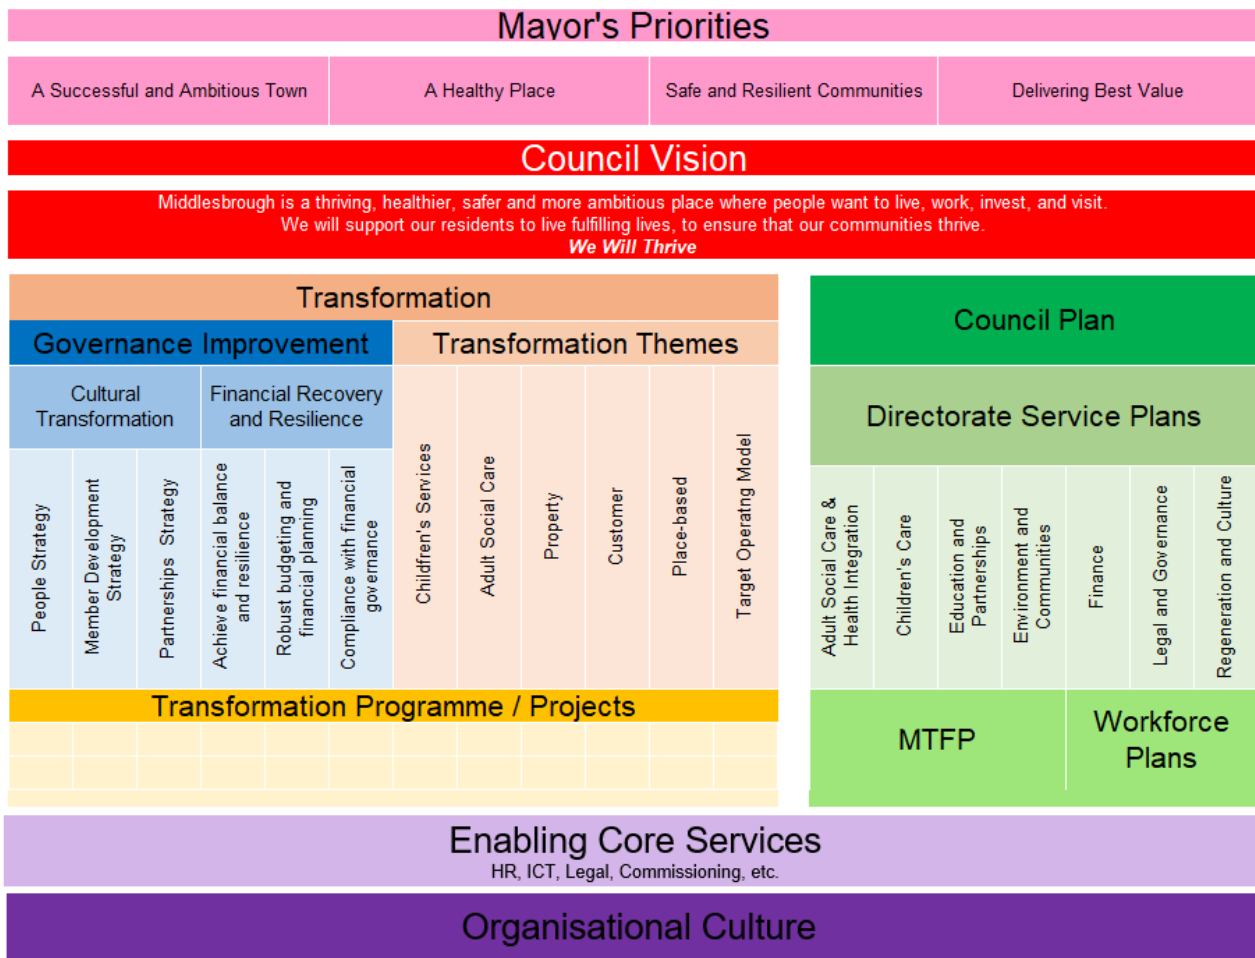 Mayor's Priorities
A Successful and Ambitious Town
A Healthy Place
Safe and Resilient Communities
Delivering Best Value
Council Vision
Middlesbrough is a thriving, healthier, safer and more ambitious place where people want to live, work, invest, and visit.
We will support our residents to live fulfilling lives, to ensure that our communities thrive.
We Will Thrive
Transformation
Governance Improvement
Transformation Themes
Cultural
Transformation
Financial Recovery
and Resilience
People Strategy
Member Development
Strategy
Partnerships Strategy
Achieve financial balance
and resilience
Robust budgeting and
financial planning
Compliance with financial
governance
Childfren's Services
Adult Social Care
Property
Customer
Place-based
Target Operatng Model
Transformation Programme / Projects
Council Plan
Directorate Service Plans
Adult Social Care &
Health Integration
Children's Care
Education and
Partnerships
Environment and
Communities
Finance
Legal and Governance
Regeneration and Culture
MTFP
Workforce
Plans
Enabling Core Services
HR, ICT, Legal, Commissioning, etc.
Organisational Culture